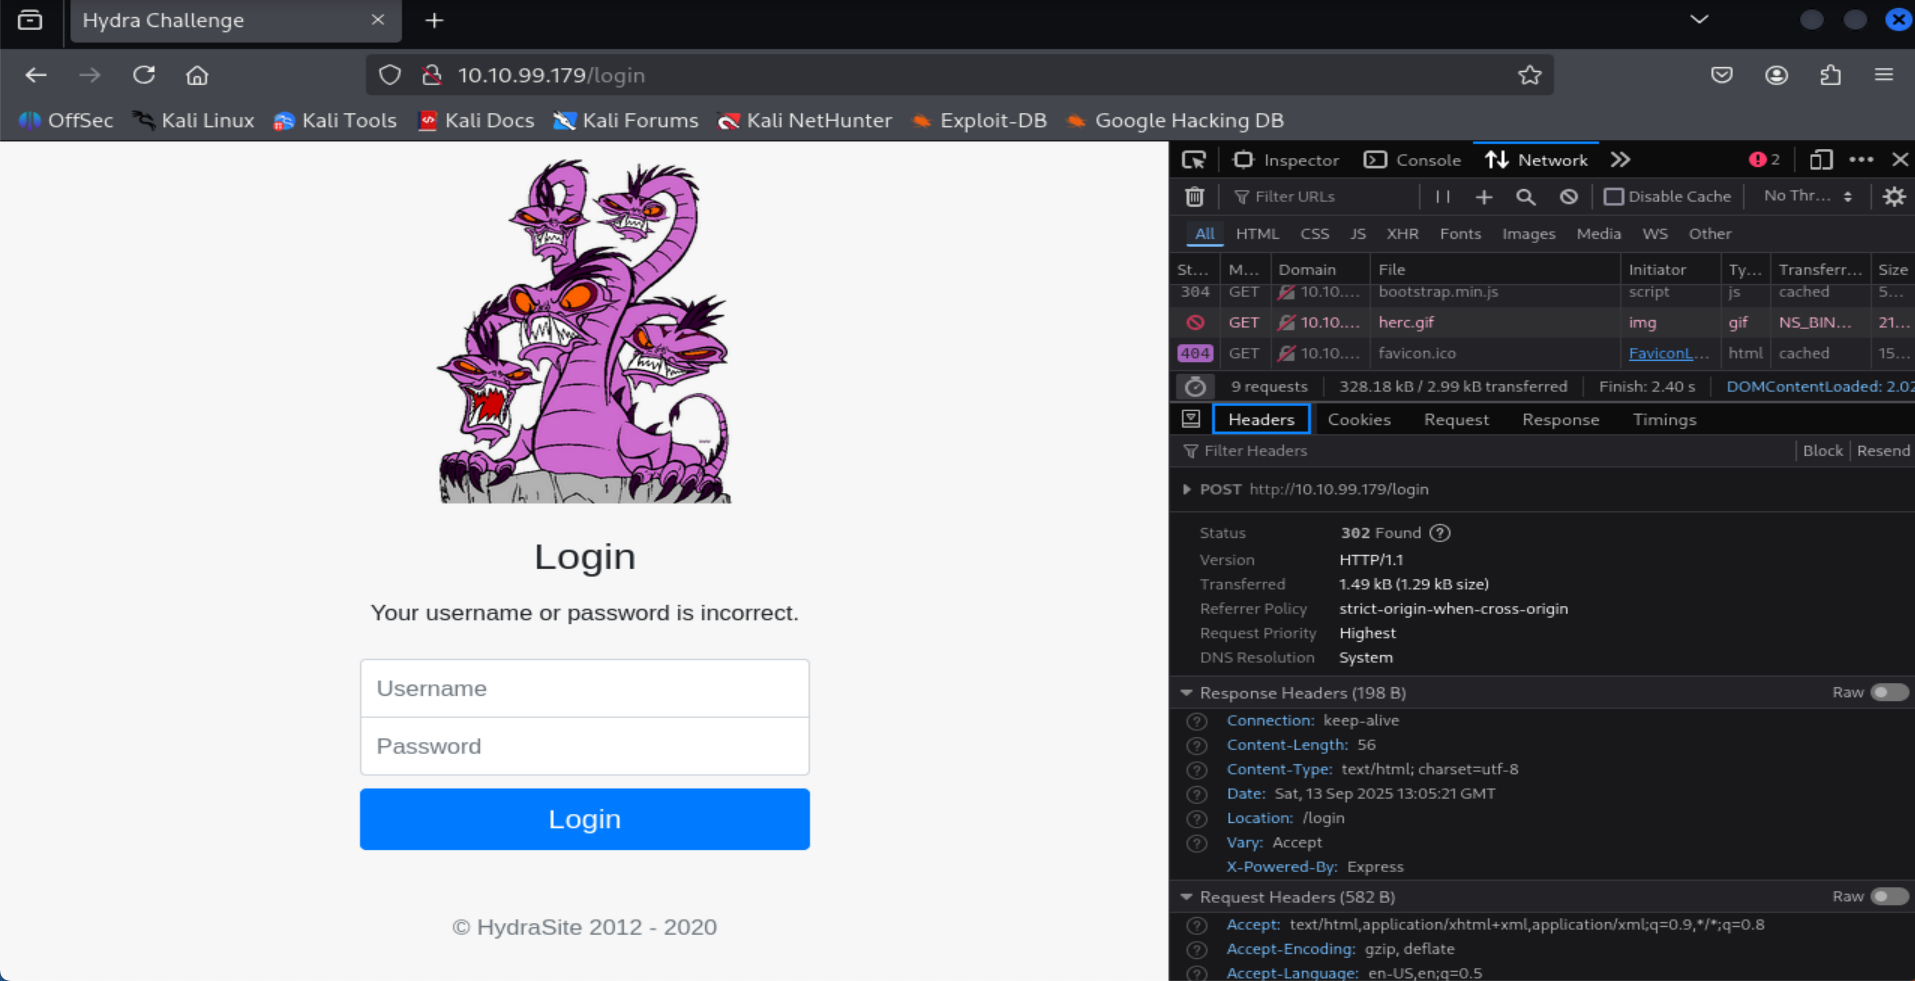 Hydra Challenge
10.10.99.179/login
OffSec Kali Linux Kali Tools Kali Docs Kali Forums Kali NetHunter Exploit-DB Google Hacking DB
Login
Your username or password is incorrect.
Username
Password
Login
© HydraSite 2012 - 2020
Inspector Console Network 2
Filter URLs Disable Cache No Thr...
All HTML CSS JS XHR Fonts Images Media WS Other
St... M... Domain File Initiator Ty... Transferr... Size
304 GET 10.10.... bootstrap.min.js script js cached 5...
GET 10.10.... herc.gif img gif NS_BIN... 21...
404 GET 10.10.... favicon.ico FaviconL... html cached 15...
9 requests 328.18 kB / 2.99 kB transferred Finish: 2.40 s DOMContentLoaded: 2.02
Headers Cookies Request Response Timings
Filter Headers Block Resend
POST http://10.10.99.179/login
Status 302 Found
Version HTTP/1.1
Transferred 1.49 kB (1.29 kB size)
Referrer Policy strict-origin-when-cross-origin
Request Priority Highest
DNS Resolution System
Response Headers (198 B) Raw
Connection: keep-alive
Content-Length: 56
Content-Type: text/html; charset=utf-8
Date: Sat, 13 Sep 2025 13:05:21 GMT
Location: /login
Vary: Accept
X-Powered-By: Express
Request Headers (582 B) Raw
Accept: text/html,application/xhtml+xml,application/xml;q=0.9,*/*;q=0.8
Accept-Encoding: gzip, deflate
Accept-Language: en-US,en;q=0.5